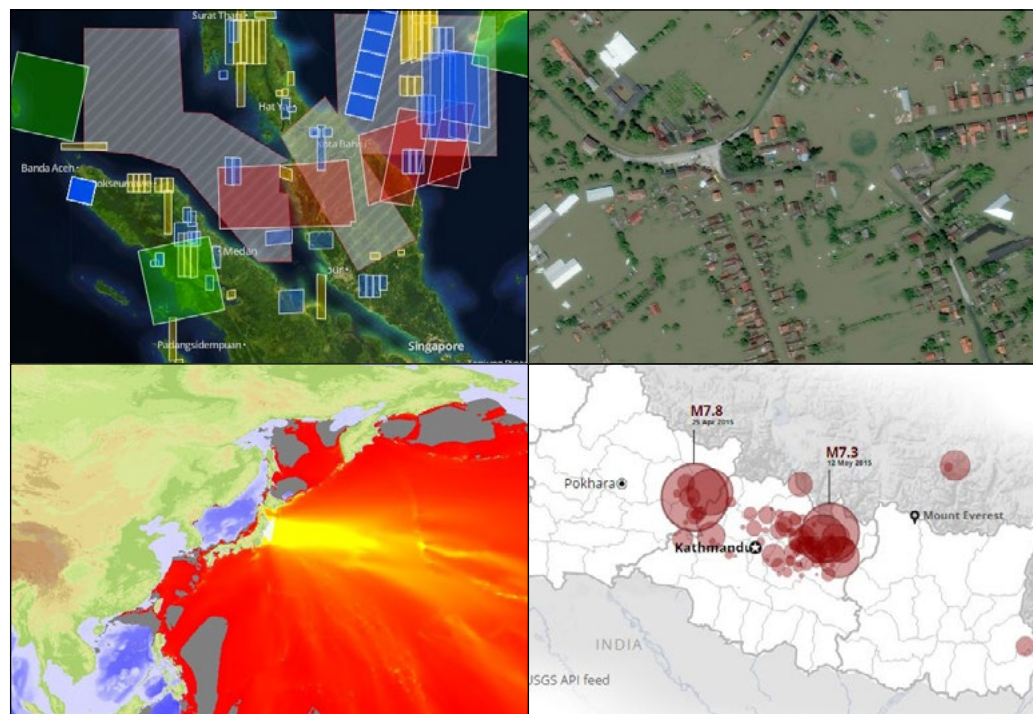 Surat Thani
Hat Yai
Kota Bahru
Banda Aceh
Medan
Padangsidempuan
Singapore
M7.8
25 Apr 2015
M7.3
12 May 2015
Pokhara
Mount Everest
Kathmandu
INDIA
USGS API feed